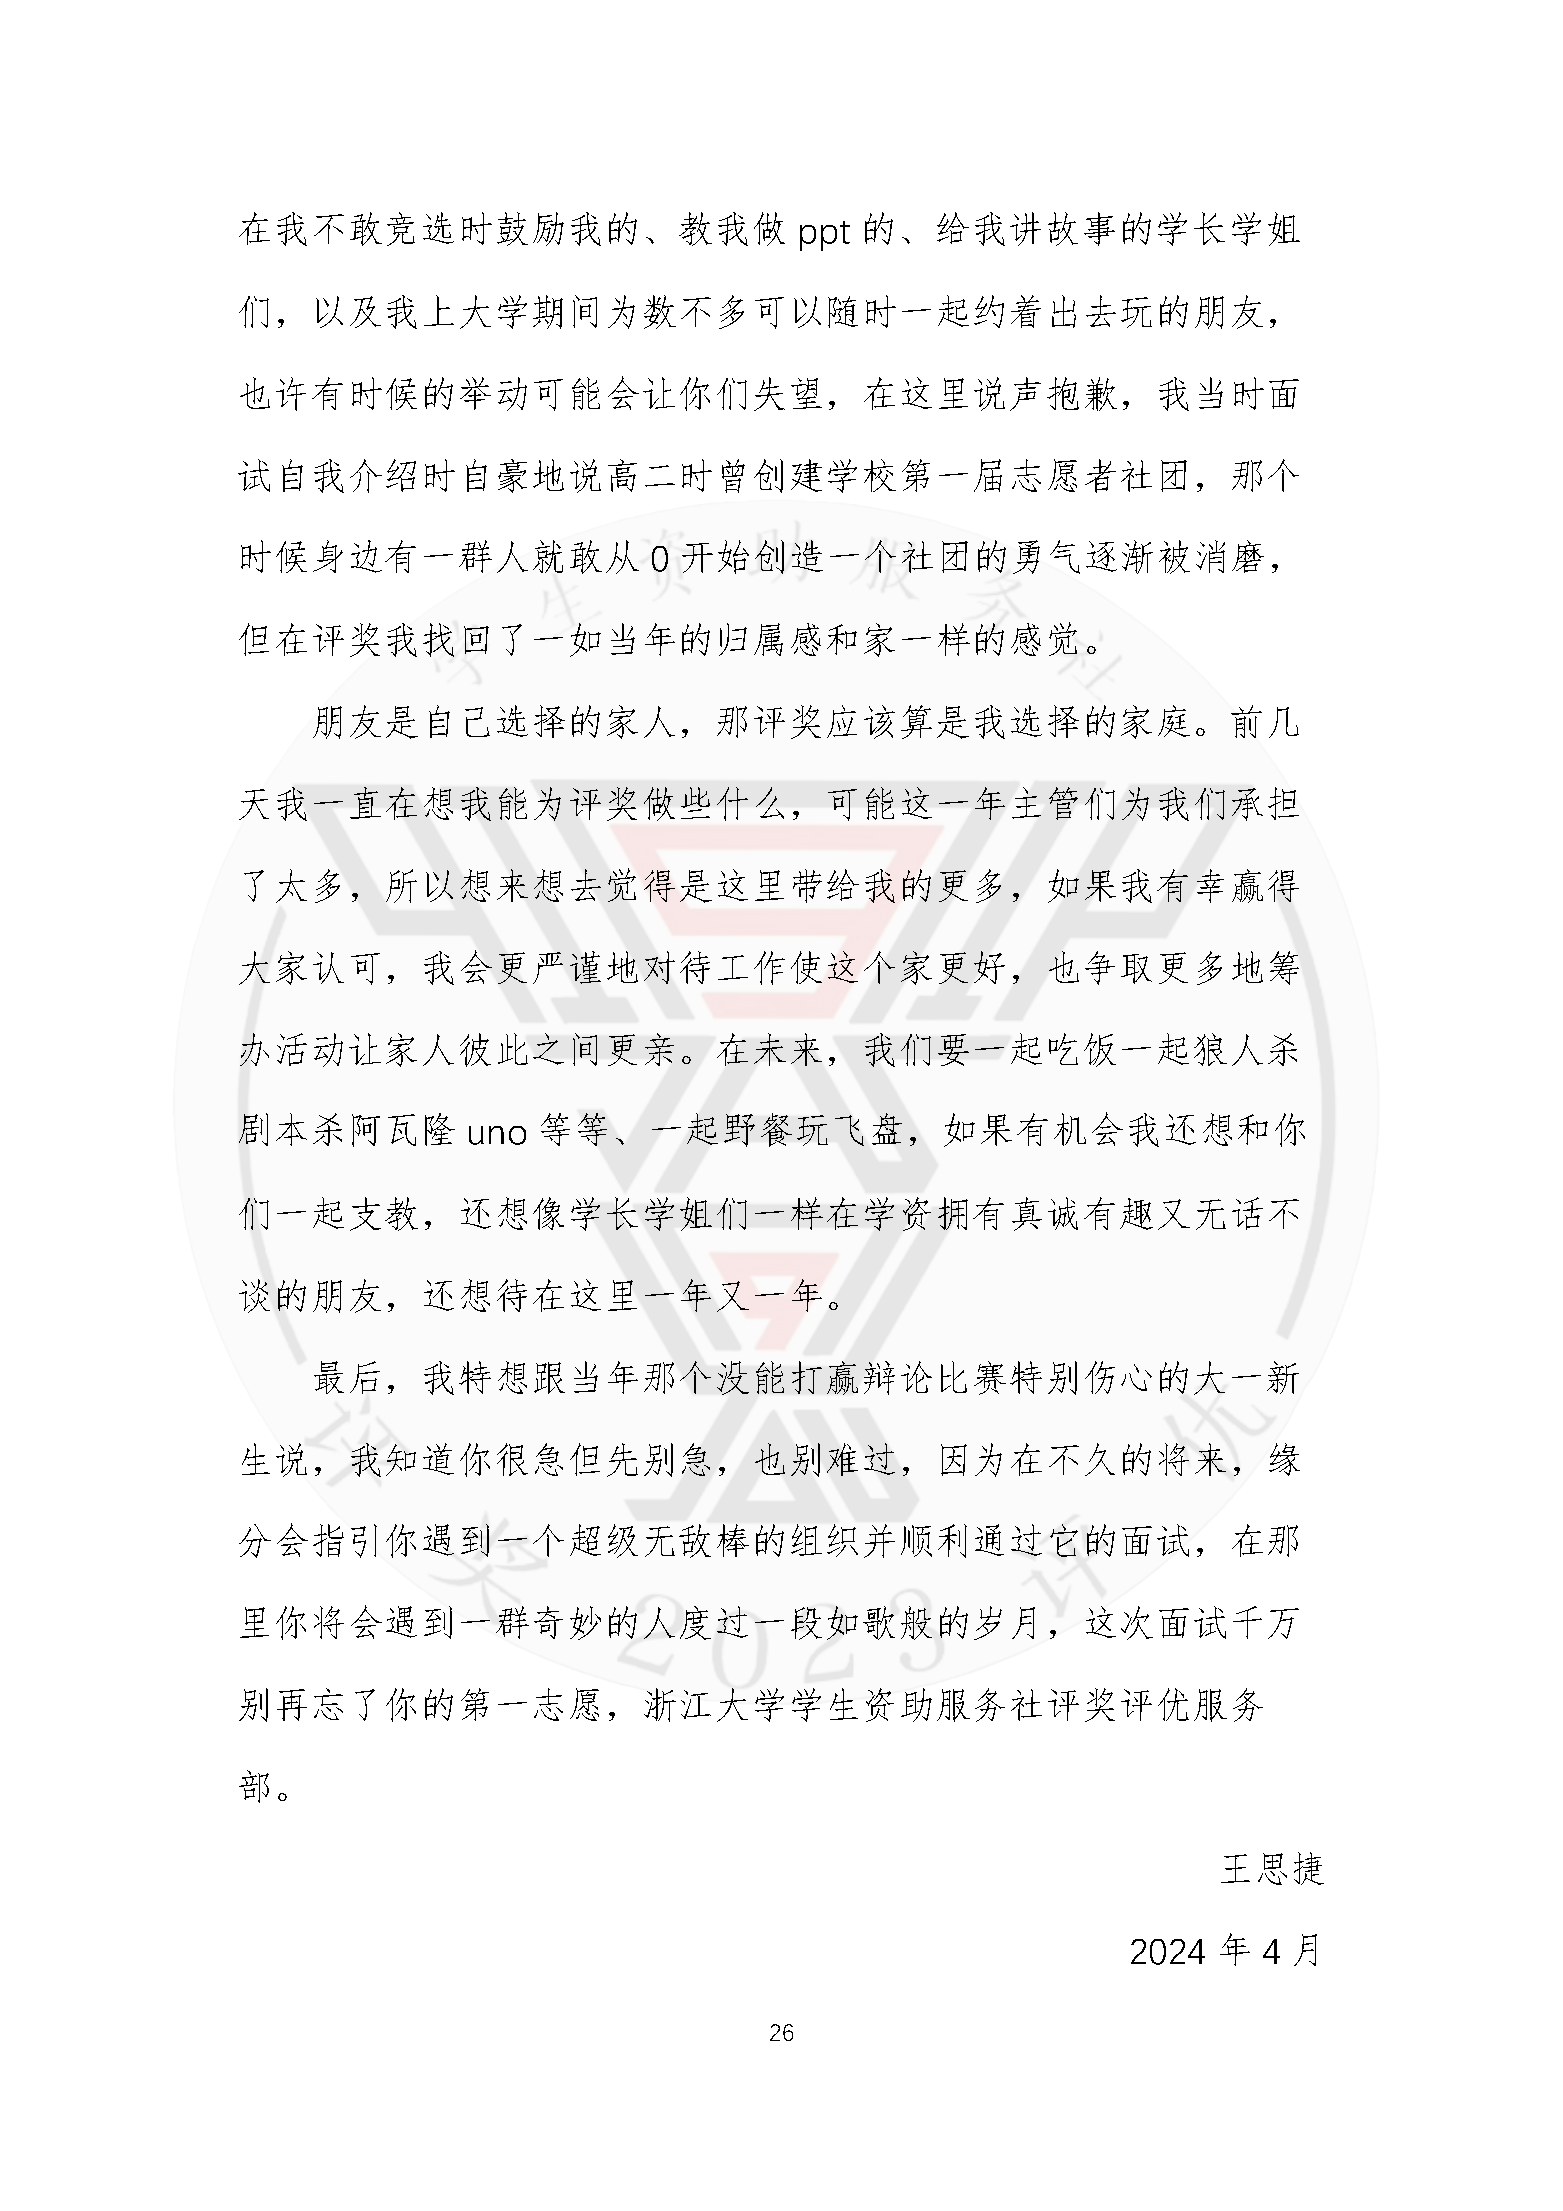 在我不敢竞选时鼓励我的、教我做 ppt 的、给我讲故事的学长学姐
们，以及我上大学期间为数不多可以随时一起约着出去玩的朋友，
也许有时候的举动可能会让你们失望，在这里说声抱歉，我当时面
试自我介绍时自豪地说高二时曾创建学校第一届志愿者社团，那个
时候身边有一群人就敢从 0 开始创造一个社团的勇气逐渐被消磨，
但在评奖我找回了一如当年的归属感和家一样的感觉。
朋友是自己选择的家人，那评奖应该算是我选择的家庭。前几
天我一直在想我能为评奖做些什么，可能这一年主管们为我们承担
了太多，所以想来想去觉得是这里带给我的更多，如果我有幸赢得
大家认可，我会更严谨地对待工作使这个家更好，也争取更多地筹
办活动让家人彼此之间更亲。在未来，我们要一起吃饭一起狼人杀
剧本杀阿瓦隆 uno 等等、一起野餐玩飞盘，如果有机会我还想和你
们一起支教，还想像学长学姐们一样在学资拥有真诚有趣又无话不
谈的朋友，还想待在这里一年又一年。
最后，我特想跟当年那个没能打赢辩论比赛特别伤心的大一新
生说，我知道你很急但先别急，也别难过，因为在不久的将来，缘
分会指引你遇到一个超级无敌棒的组织并顺利通过它的面试，在那
里你将会遇到一群奇妙的人度过一段如歌般的岁月，这次面试千万
别再忘了你的第一志愿，浙江大学学生资助服务社评奖评优服务
部。
王思捷
2024 年 4 月
26
学生资助服务社
评奖 2023 评优